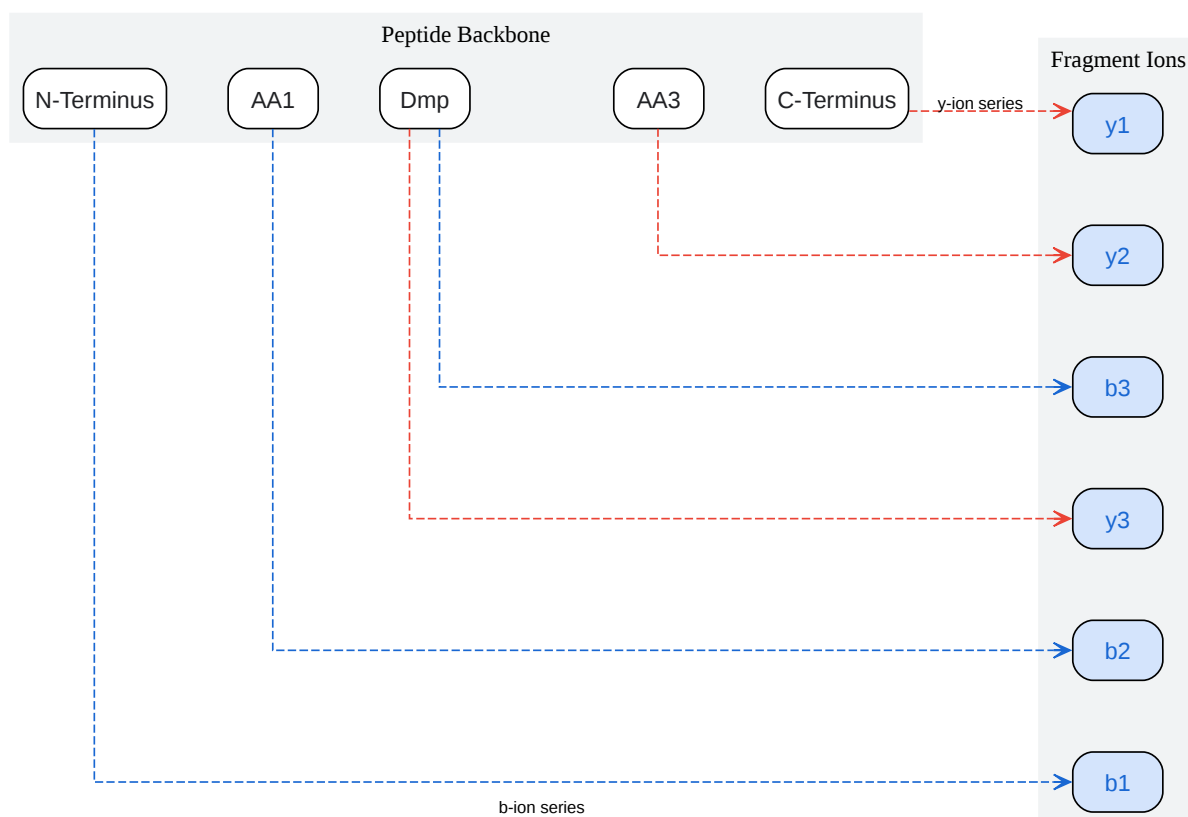 Peptide Backbone
Fragment Ions
N-Terminus
AA1
Dmp
AA3
C-Terminus
y-ion series
y1
y2
b3
y3
b2
b1
b-ion series